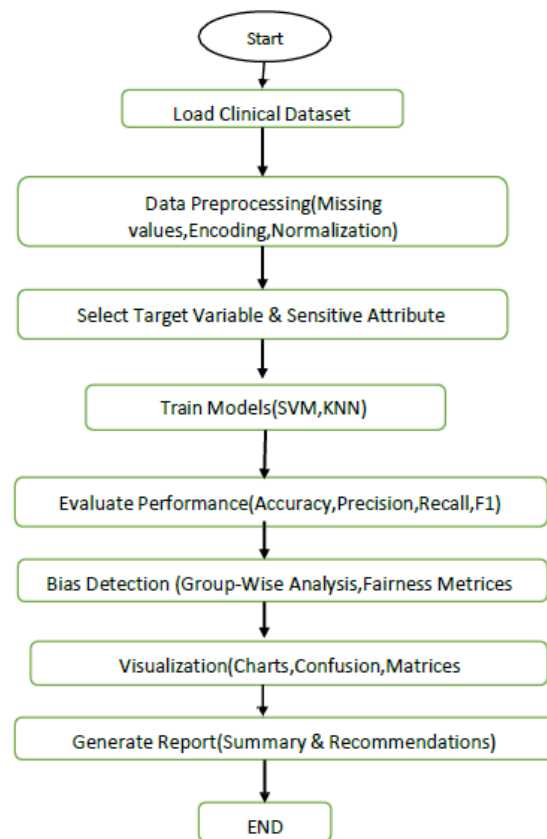 Start
Load Clinical Dataset
Data Preprocessing(Missing
values,Encoding,Normalization)
Select Target Variable & Sensitive Attribute
Train Models(SVM,KNN)
Evaluate Performance(Accuracy,Precision,Recall,F1)
Bias Detection (Group-Wise Analysis,Fairness Metrices
Visualization(Charts,Confusion,Matrices
Generate Report(Summary & Recommendations)
END